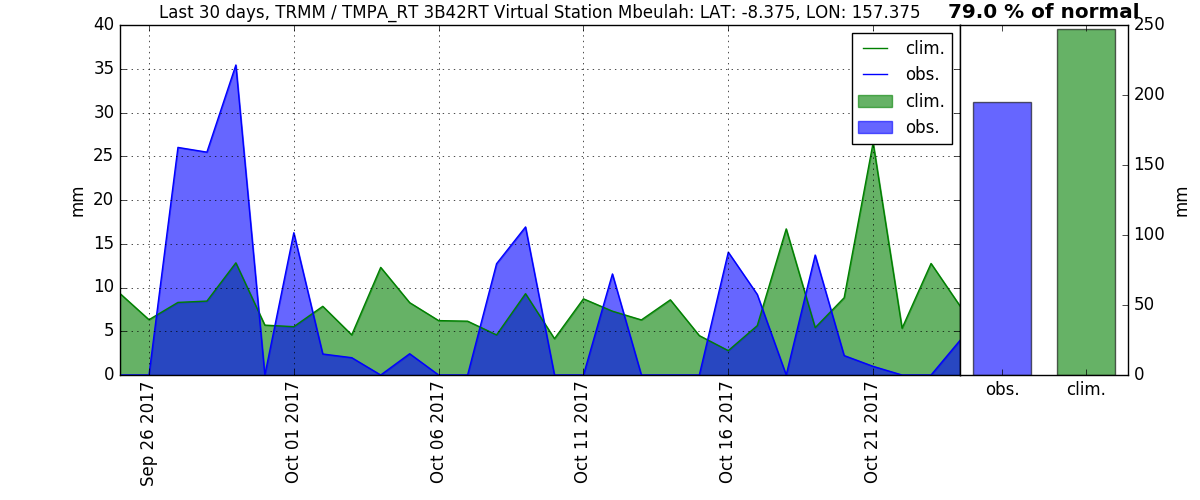 Last 30 days, TRMM / TMPA_RT 3B42RT Virtual Station Mbeulah: LAT: -8.375, LON: 157.375
79.0 % of normal
40
35
30
25
20
15
10
5
0
mm
clim.
obs.
clim.
obs.
Sep 26 2017
Oct 01 2017
Oct 06 2017
Oct 11 2017
Oct 16 2017
Oct 21 2017
250
200
150
100
50
0
mm
obs.
clim.